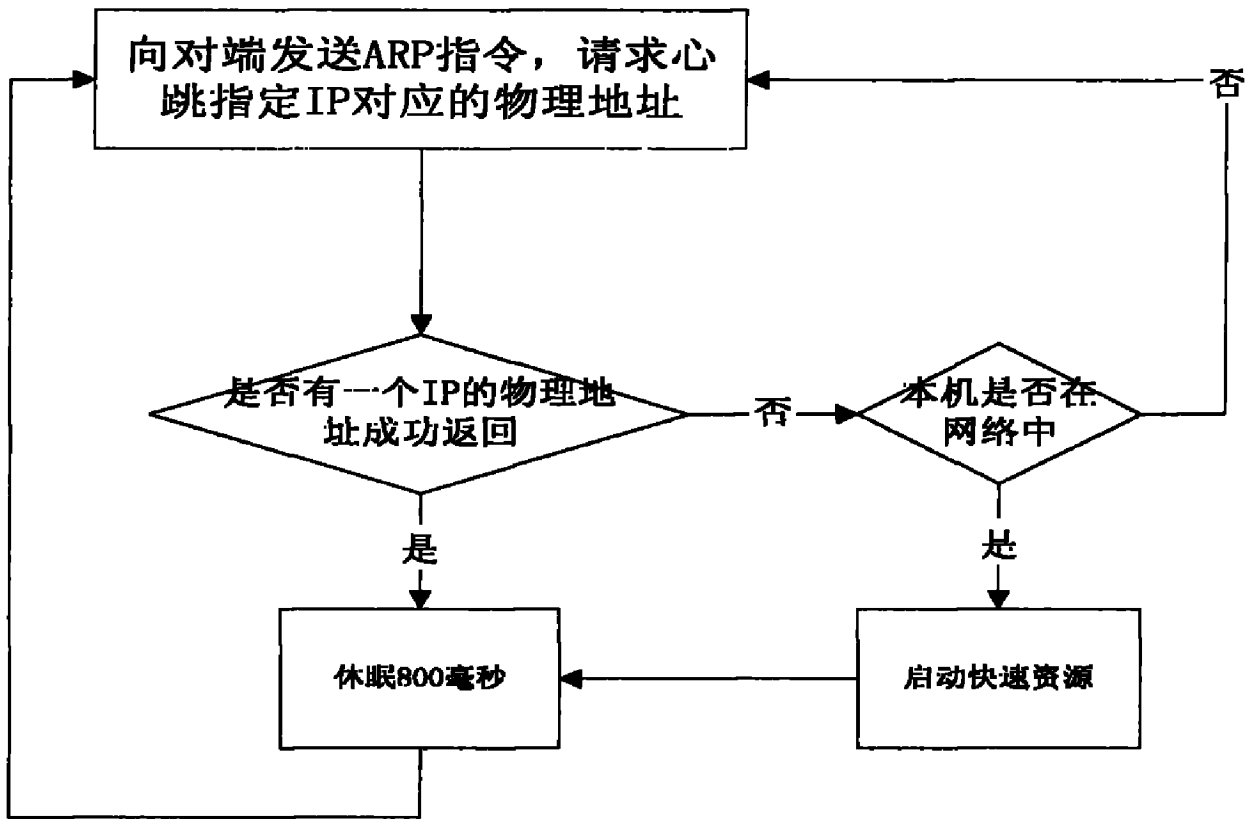 向对端发送ARP指令，请求心
跳指定IP对应的物理地址
否
是否有一个IP的物理地
址成功返回
否
本机是否在
网络中
是
是
休眠800毫秒
启动快速资源